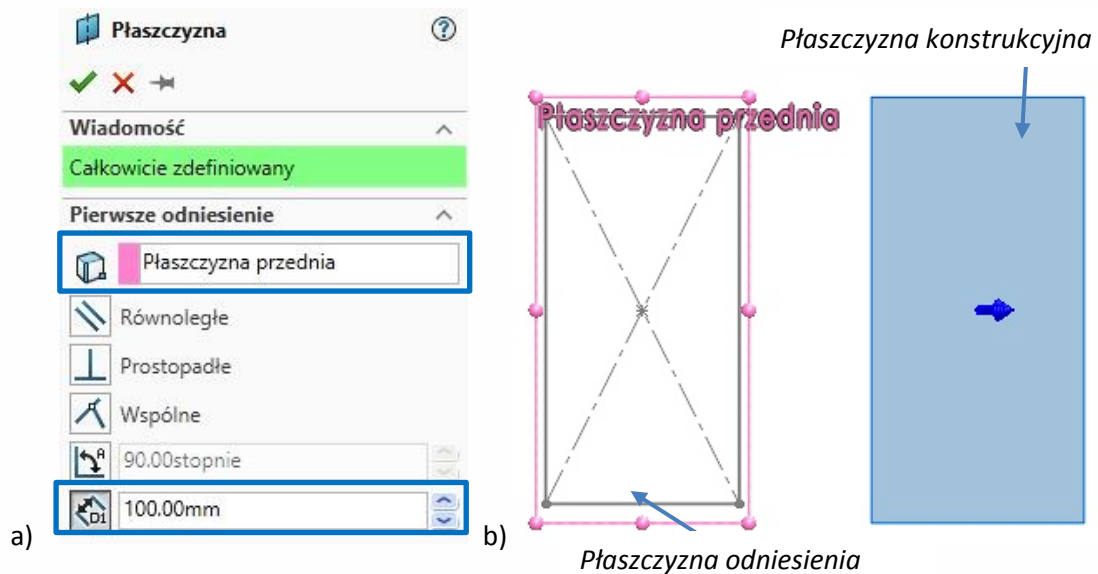 Płaszczyzna
Wiadomość
Całkowicie zdefiniowany
Pierwsze odniesienie
Płaszczyzna przednia
Równoległe
Prostopadłe
Wspólne
90.00stopnie
D1 100.00mm
a)
Płaszczyzna konstrukcyjna
Płaszczyzna przednia
b)
Płaszczyzna odniesienia